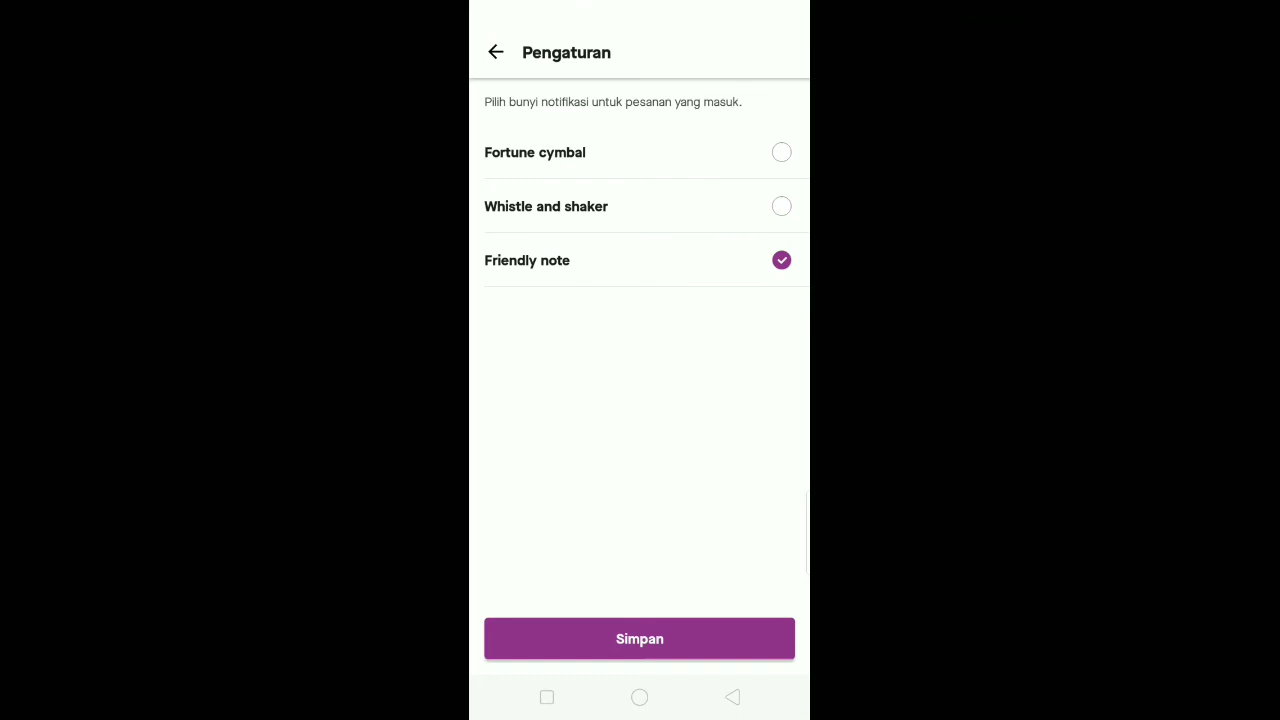 Pengaturan
Pilih bunyi notifikasi untuk pesanan yang masuk.
Fortune cymbal
Whistle and shaker
Friendly note
Simpan